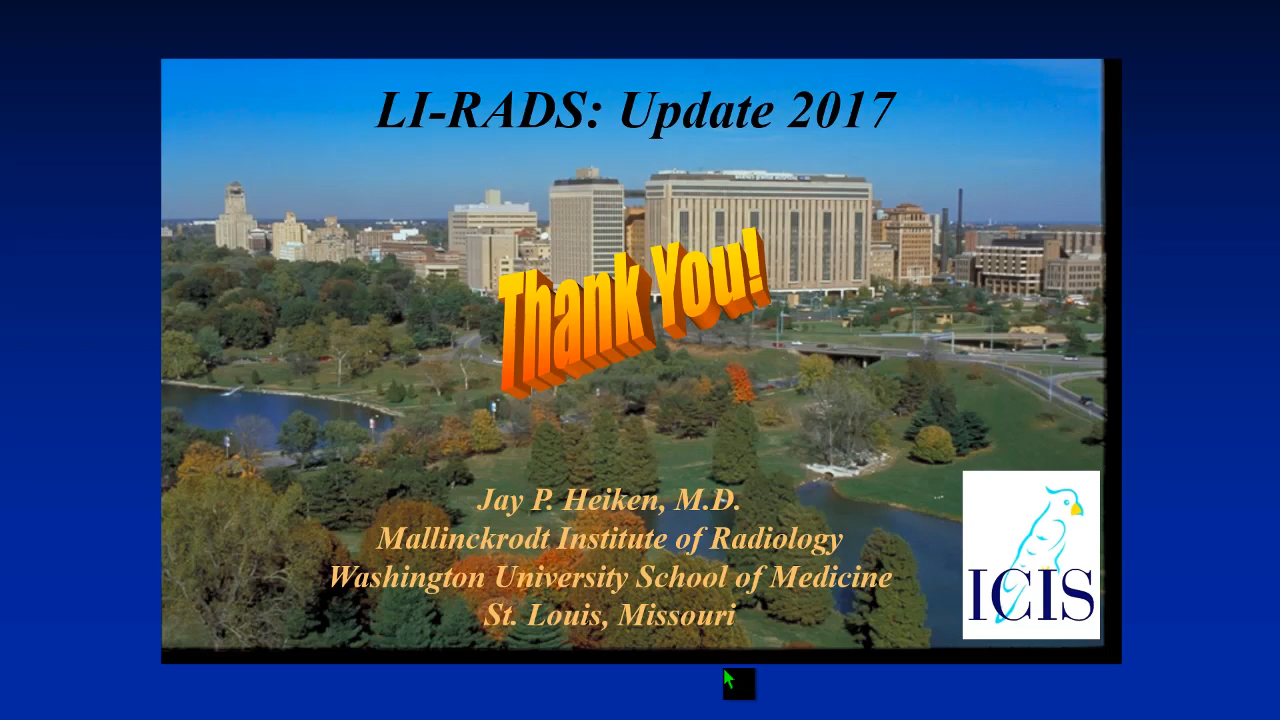 LI-RADS: Update 2017
Thank You!
Jay P. Heiken, M.D.
Mallinckrodt Institute of Radiology
Washington University School of Medicine
St. Louis, Missouri
ICIS